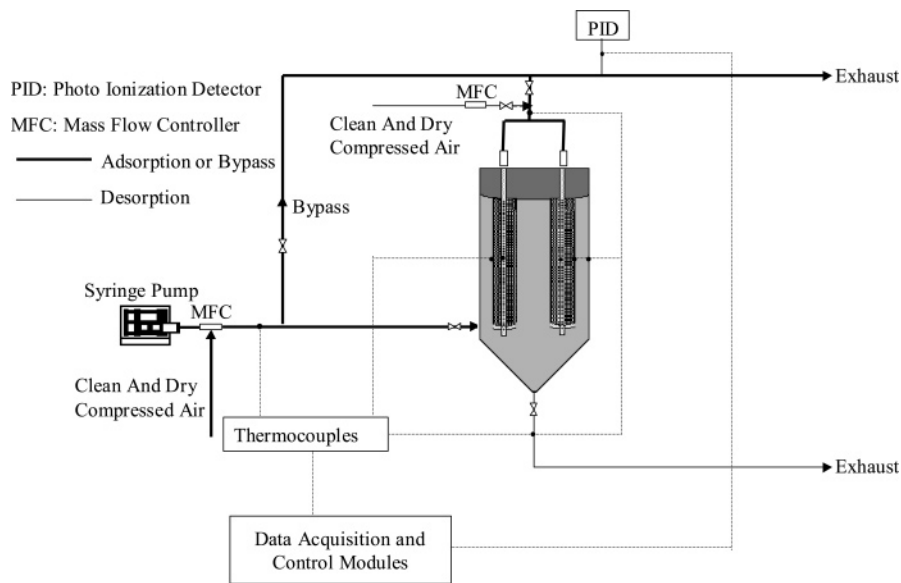 PID
Exhaust
PID: Photo Ionization Detector
MFC
MFC: Mass Flow Controller
Clean And Dry
Compressed Air
Adsorption or Bypass
Desorption
Bypass
Syringe Pump
MFC
Clean And Dry
Compressed Air
Thermocouples
Exhaust
Data Acquisition and
Control Modules